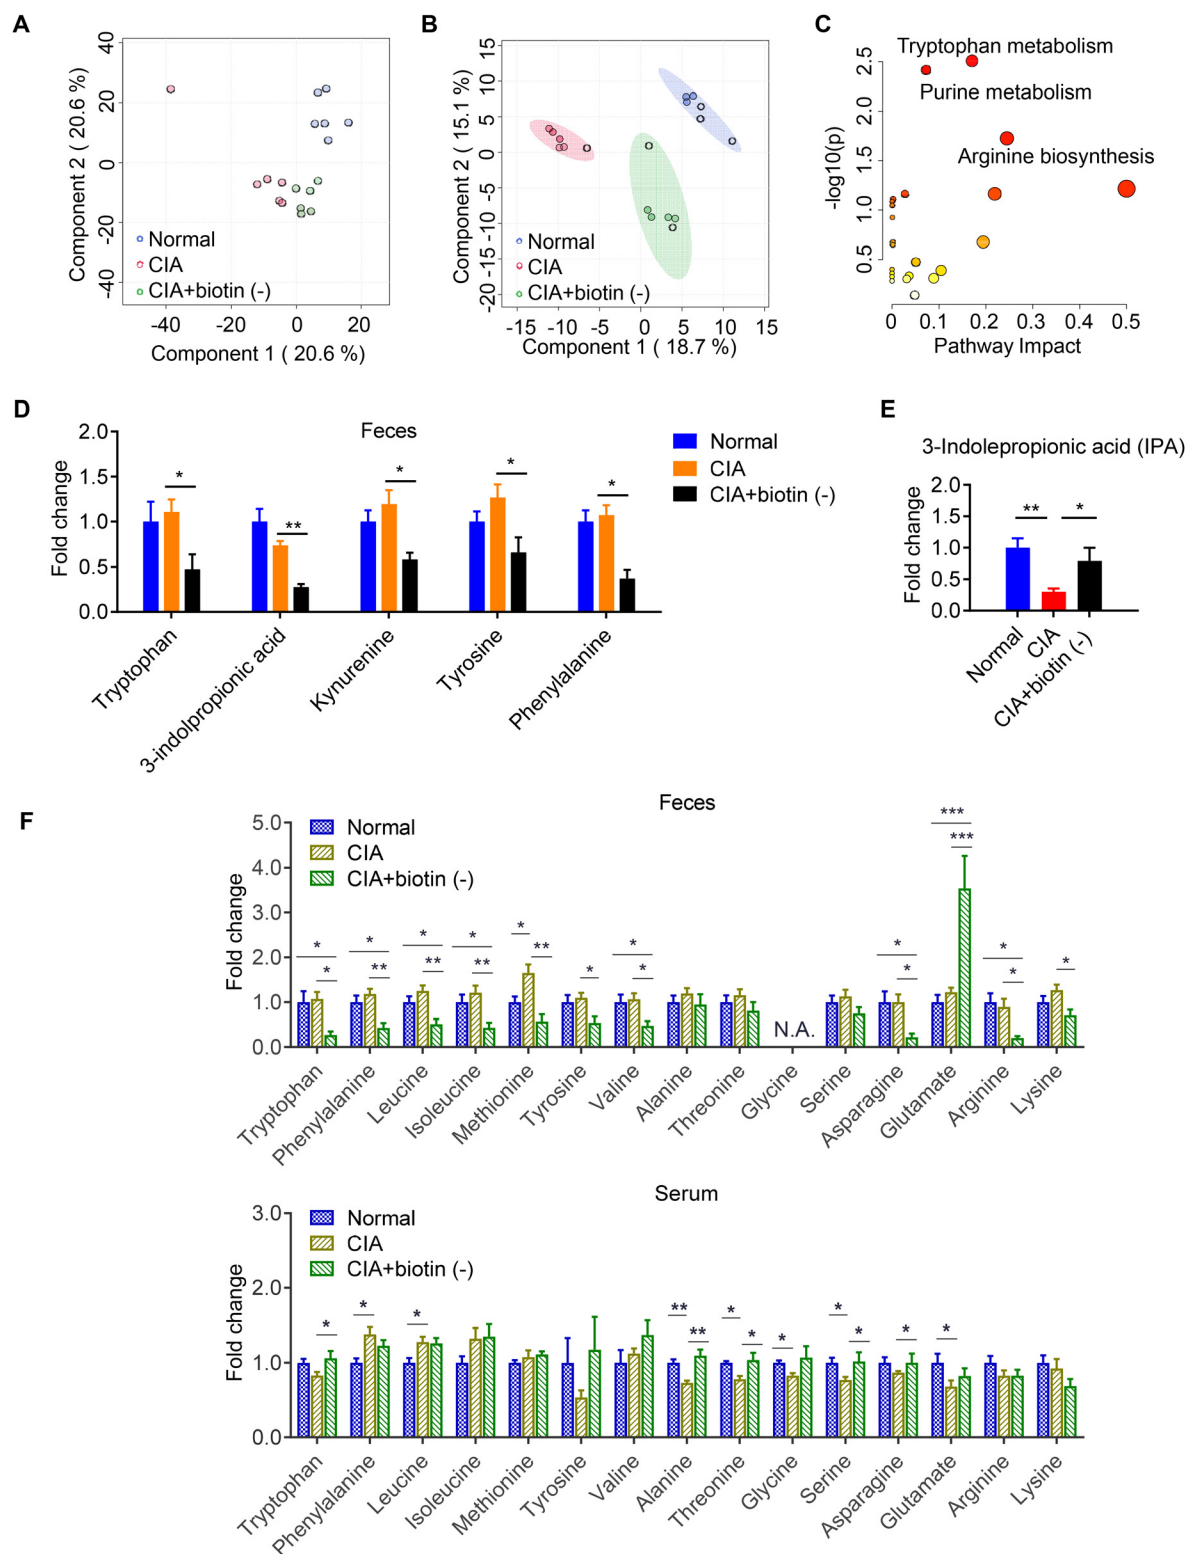 A
Component 2 ( 20.6 %)
40
20
0
-20
-40
Normal
CIA
CIA+biotin (-)
-40
-20
0
20
Component 1 ( 20.6 %)
B
Component 2 ( 15.1 %)
15
10
5
0
-5
-10
-15
-20
Normal
CIA
CIA+biotin (-)
-15
-10
-5
0
5
10
15
Component 1 ( 18.7 %)
C
Tryptophan metabolism
Purine metabolism
Arginine biosynthesis
-log10(p)
2.5
2.0
1.5
1.0
0.5
0
0.1
0.2
0.3
0.4
0.5
Pathway Impact
D
Feces
Fold change
2.0
1.5
1.0
0.5
0.0
*
**
*
*
*
Normal
CIA
CIA+biotin (-)
Tryptophan
3-indolpropionic acid
Kynurenine
Tyrosine
Phenylalanine
E
3-Indolepropionic acid (IPA)
Fold change
2.0
1.5
1.0
0.5
0.0
**
*
Normal
CIA
CIA+biotin (-)
F
Feces
Fold change
5.0
4.0
3.0
2.0
1.0
0.0
Normal
CIA
CIA+biotin (-)
*
*
*
**
*
**
*
**
*
**
*
*
*
N.A.
*
*
***
***
*
*
*
Tryptophan
Phenylalanine
Leucine
Isoleucine
Methionine
Tyrosine
Valine
Alanine
Threonine
Glycine
Serine
Asparagine
Glutamate
Arginine
Lysine
Serum
Fold change
3.0
2.0
1.0
0.0
Normal
CIA
CIA+biotin (-)
*
*
*
**
**
*
*
*
*
*
*
*
Tryptophan
Phenylalanine
Leucine
Isoleucine
Methionine
Tyrosine
Valine
Alanine
Threonine
Glycine
Serine
Asparagine
Glutamate
Arginine
Lysine